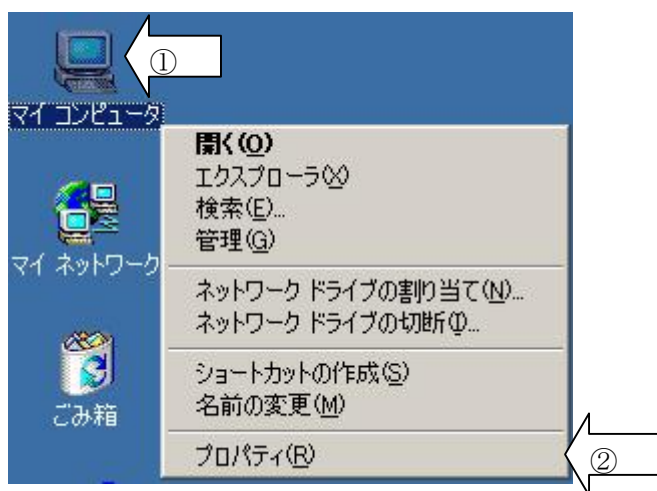 ①
マイ コンピュータ
開く(O)
エクスプローラ(X)
検索(E)...
管理(G)
マイ ネットワーク
ネットワーク ドライブの割り当て(N)...
ネットワーク ドライブの切断(I)...
ショートカットの作成(S)
名前の変更(M)
ごみ箱
プロパティ(R)
②